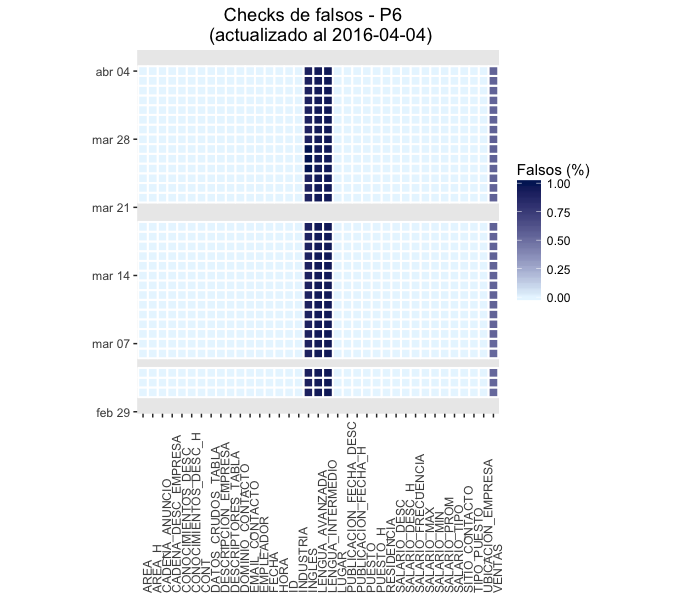 Checks de falsos - P6
(actualizado al 2016-04-04)
abr 04
mar 28
mar 21
mar 14
mar 07
feb 29
Falsos (%)
1.00
0.75
0.50
0.25
0.00
AREA
AREA_H
CADENA_ANUNCIO
CADENA_DESC_EMPRESA
CONOCIMIENTOS_DESC
CONOCIMIENTOS_DESC_H
CONT
DATOS_CRUDOS_TABLA
DESCRIPCION_EMPRESA
DESCRIPTORES_TABLA
DOMINIO_CONTACTO
EMAIL_CONTACTO
EMPLEADOR
FECHA
HORA
ID
INDUSTRIA
INGLES
LENGUA_AVANZADA
LENGUA_INTERMEDIO
LUGAR
PUBLICACION_FECHA_DESC
PUBLICACION_FECHA_H
PUESTO
PUESTO_H
RESIDENCIA
SALARIO_DESC
SALARIO_DESC_H
SALARIO_FRECUENCIA
SALARIO_MAX
SALARIO_MIN
SALARIO_PROM
SALARIO_TIPO
SITIO_CONTACTO
TIPO_PUESTO
UBICACION_EMPRESA
VENTAS